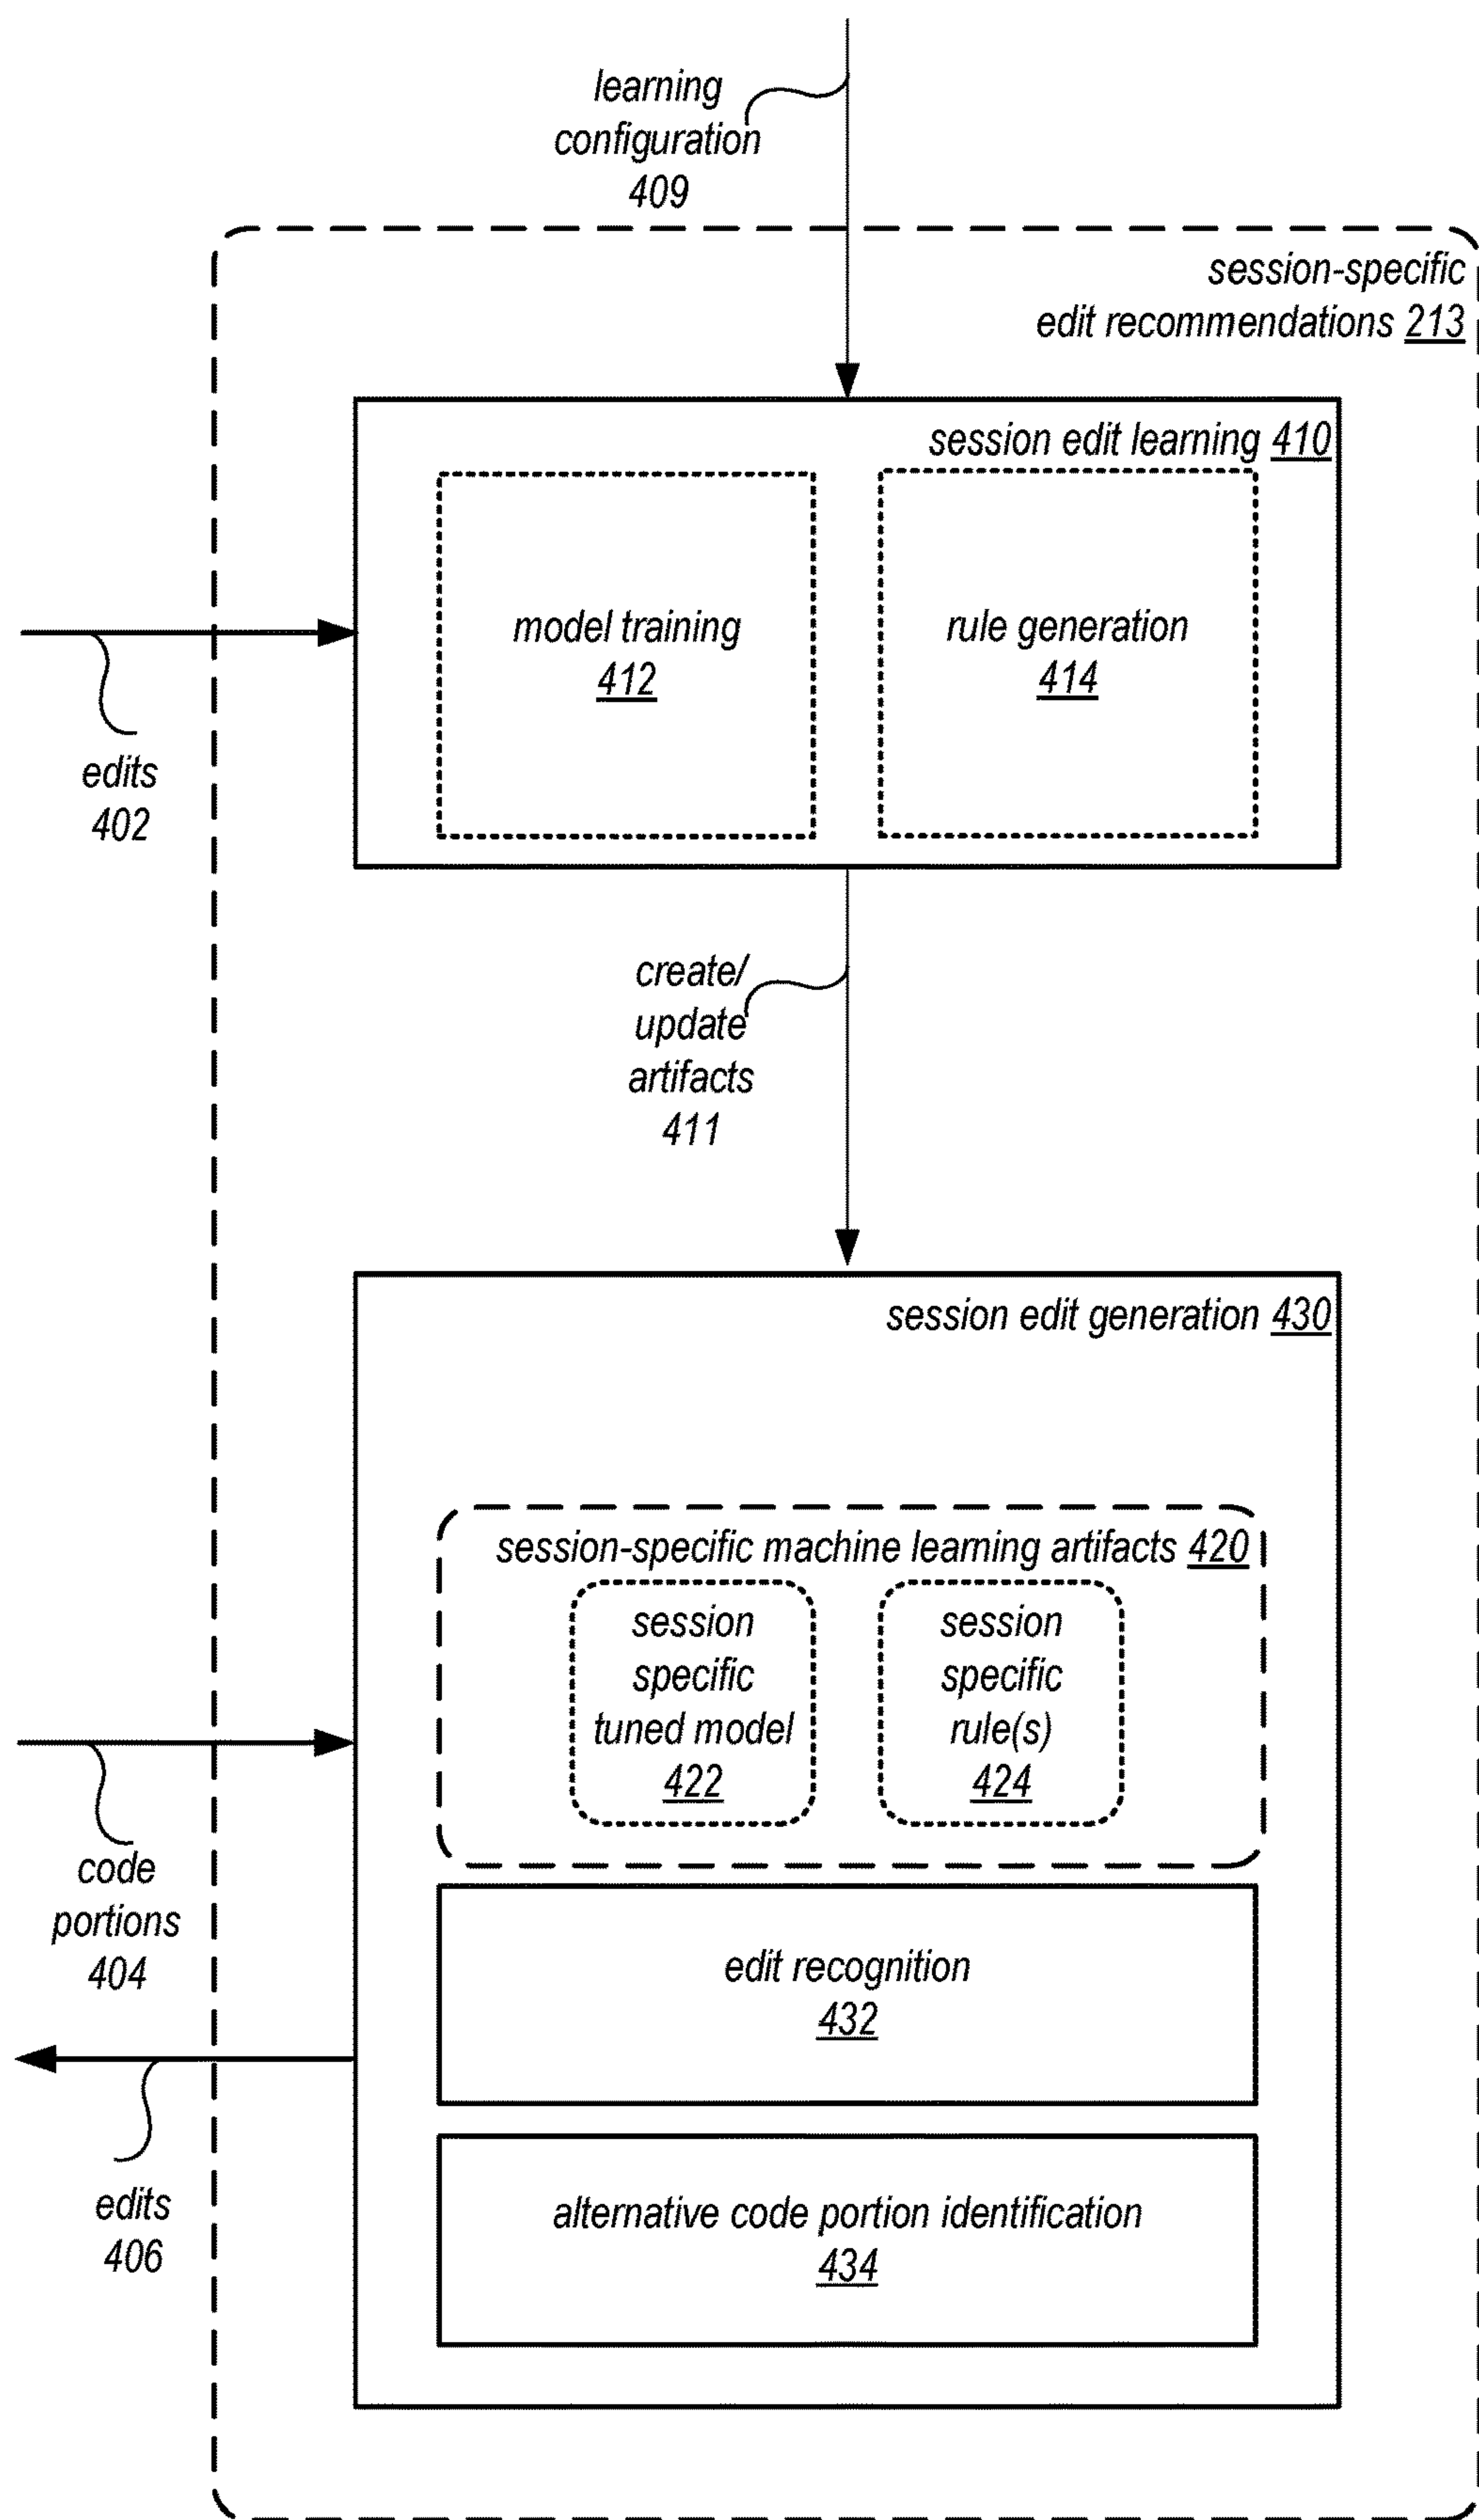 learning
configuration
409
session-specific
edit recommendations 213
session edit learning 410
model training
412
rule generation
414
edits
402
create/
update
artifacts
411
session edit generation 430
session-specific machine learning artifacts 420
session
specific
tuned model
422
session
specific
rule(s)
424
code
portions
404
edit recognition
432
edits
406
alternative code portion identification
434